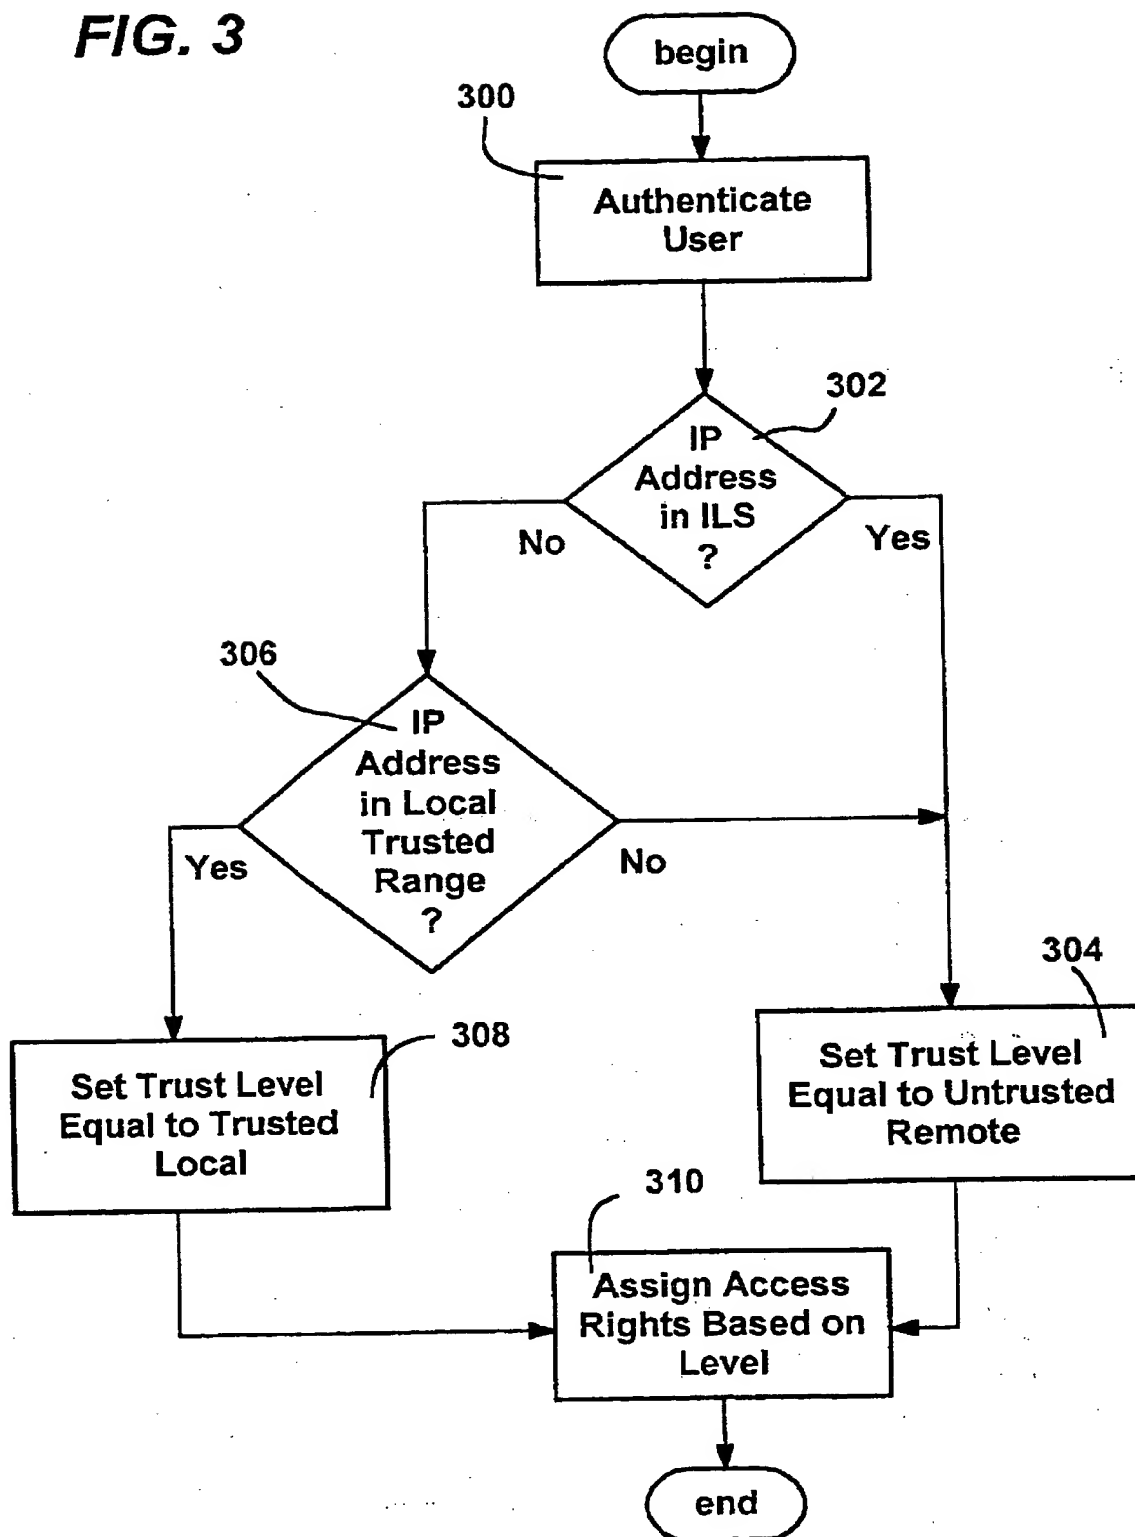 FIG. 3
begin
300
Authenticate
User
302
IP
Address
in ILS
?
No
Yes
306
IP
Address
in Local
Trusted
Range
?
Yes
No
304
308
Set Trust Level
Equal to Trusted
Local
Set Trust Level
Equal to Untrusted
Remote
310
Assign Access
Rights Based on
Level
end